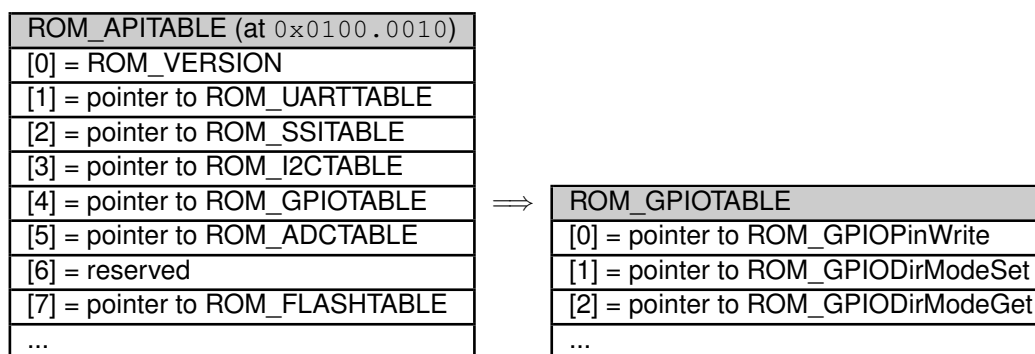 ROM_APITABLE (at 0x0100.0010)
[0] = ROM_VERSION
[1] = pointer to ROM_UARTTABLE
[2] = pointer to ROM_SSITABLE
[3] = pointer to ROM_I2CTABLE
[4] = pointer to ROM_GPIOTABLE
[5] = pointer to ROM_ADCTABLE
[6] = reserved
[7] = pointer to ROM_FLASHTABLE
...
⟹
ROM_GPIOTABLE
[0] = pointer to ROM_GPIOPinWrite
[1] = pointer to ROM_GPIODirModeSet
[2] = pointer to ROM_GPIODirModeGet
...